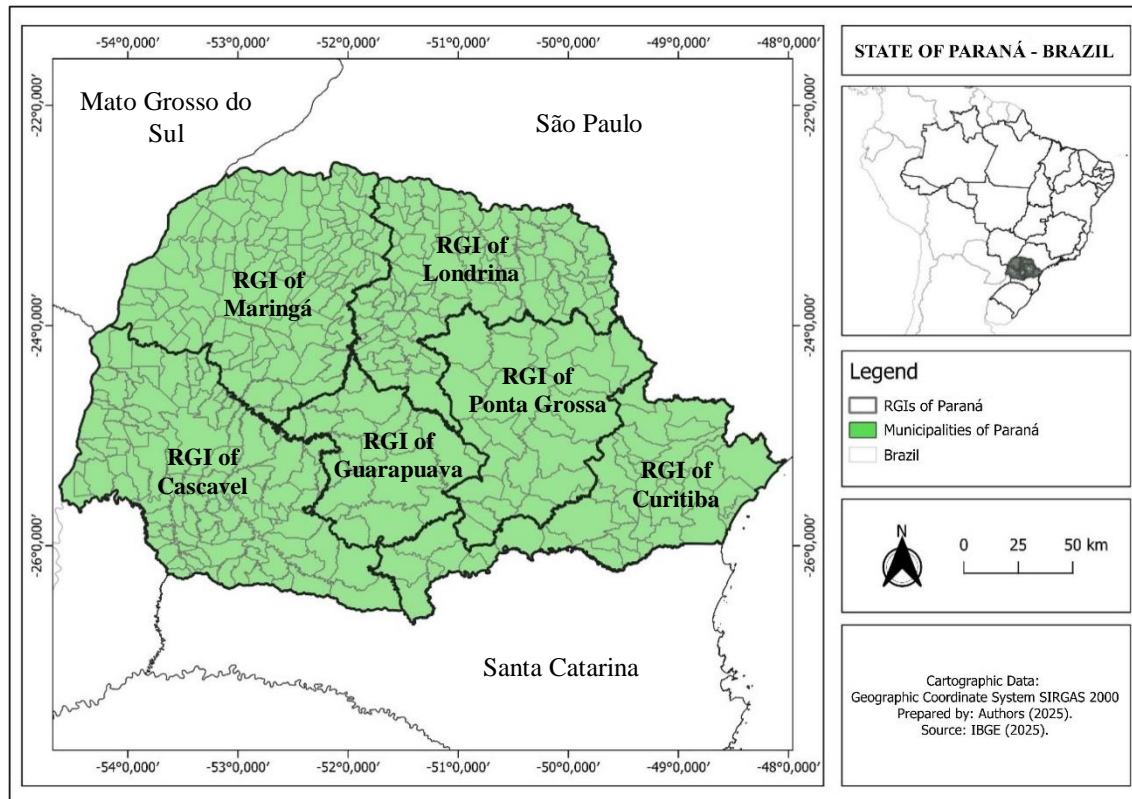 -54°0,000' -53°0,000' -52°0,000' -51°0,000' -50°0,000' -49°0,000' -48°0,000'
-22°0,000'
-24°0,000'
-26°0,000'
Mato Grosso do
Sul
São Paulo
RGI of
Londrina
RGI of
Maringá
RGI of
Ponta Grossa
RGI of
Guarapuava
RGI of
Cascavel
RGI of
Curitiba
Santa Catarina
-22°0,000'
-24°0,000'
-26°0,000'
-54°0,000' -53°0,000' -52°0,000' -51°0,000' -50°0,000' -49°0,000' -48°0,000'
STATE OF PARANÁ - BRAZIL
Legend
RGIs of Paraná
Municipalities of Paraná
Brazil
N
0 25 50 km
Cartographic Data:
Geographic Coordinate System SIRGAS 2000
Prepared by: Authors (2025).
Source: IBGE (2025).